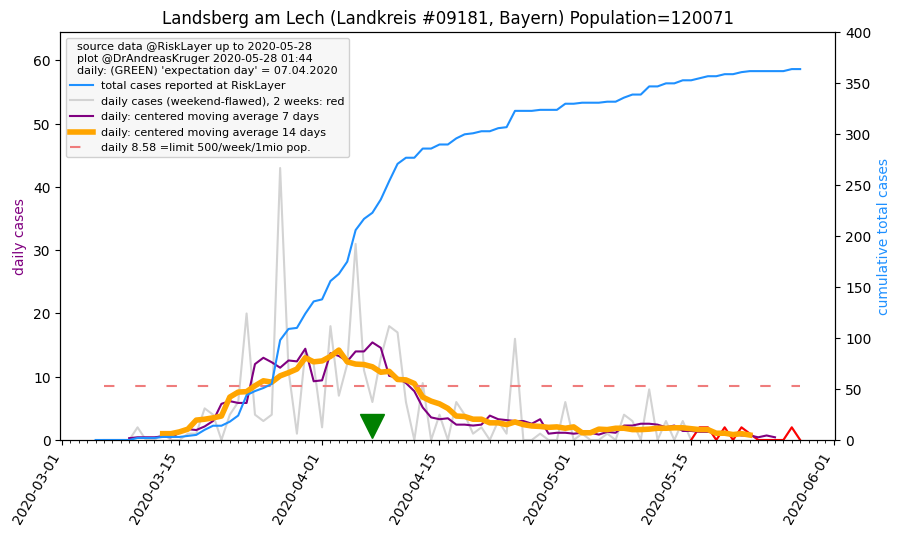 Landsberg am Lech (Landkreis #09181, Bayern) Population=120071
source data @RiskLayer up to 2020-05-28
plot @DrAndreasKruger 2020-05-28 01:44
daily: (GREEN) 'expectation day' = 07.04.2020
total cases reported at RiskLayer
daily cases (weekend-flawed), 2 weeks: red
daily: centered moving average 7 days
daily: centered moving average 14 days
daily 8.58 =limit 500/week/1mio pop.
daily cases
60
50
40
30
20
10
0
cumulative total cases
400
350
300
250
200
150
100
50
0
2020-03-01
2020-03-15
2020-04-01
2020-04-15
2020-05-01
2020-05-15
2020-06-01